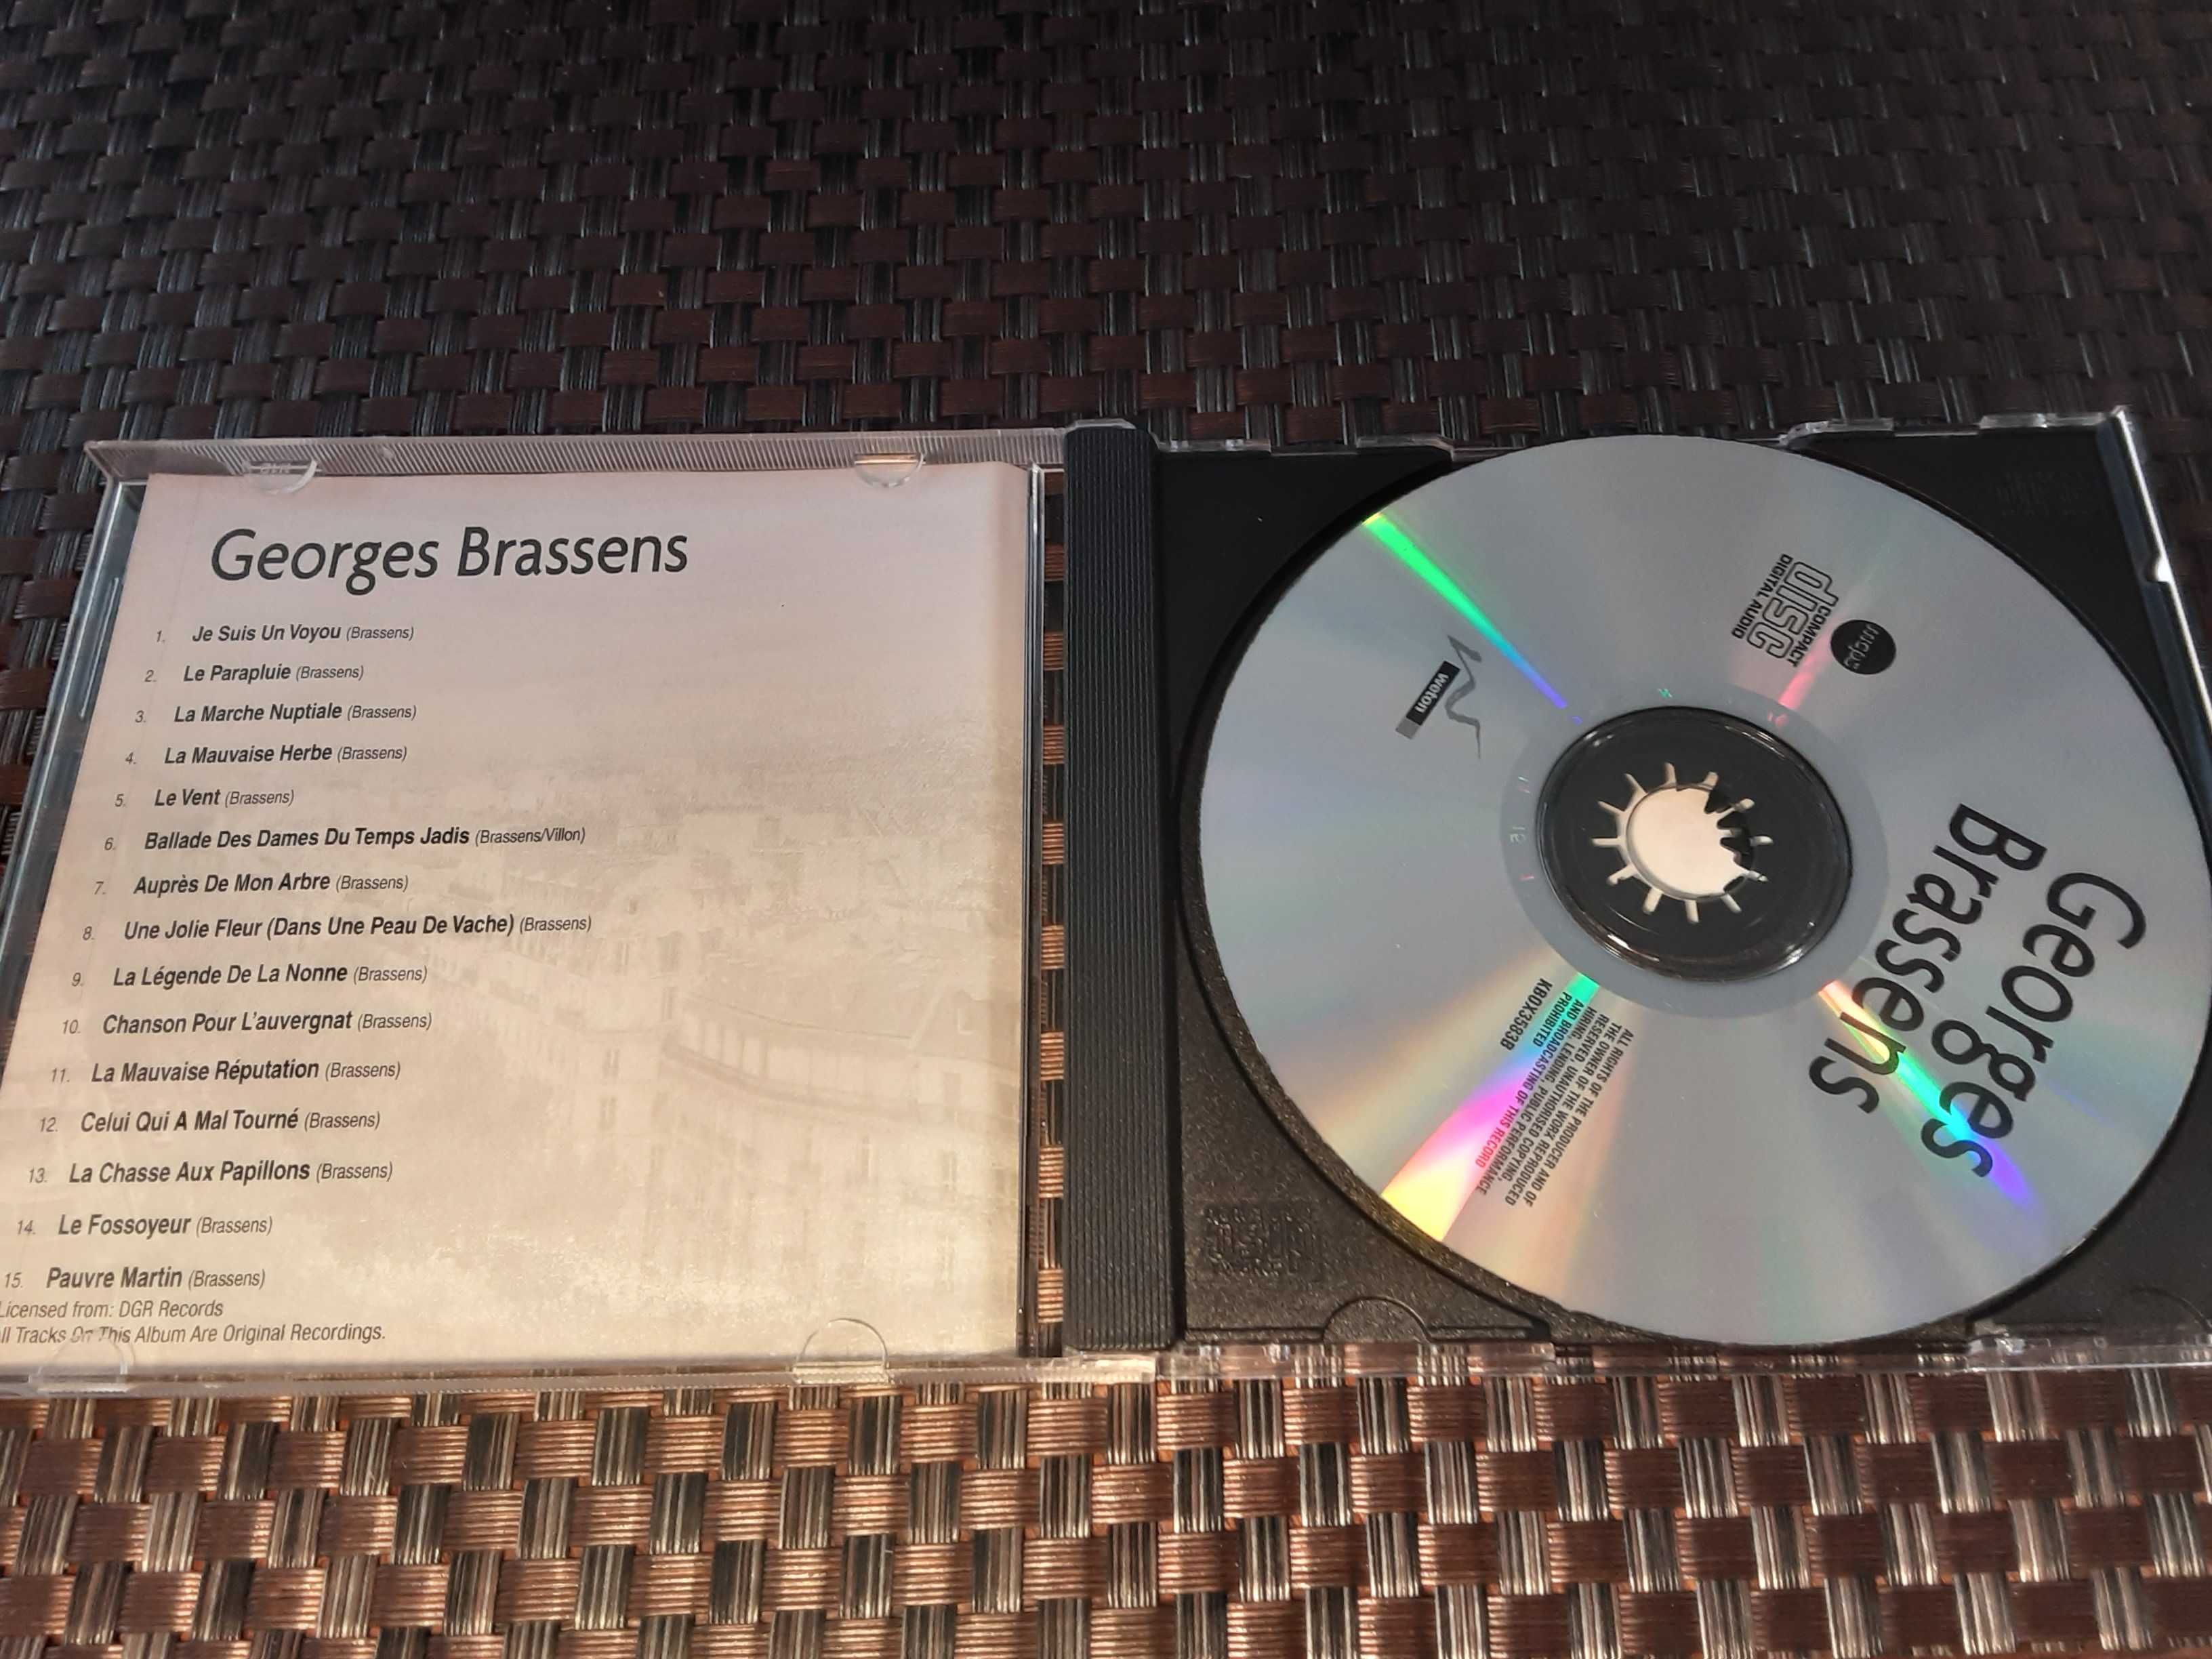 Georges Brassens
1. Je Suis Un Voyou (Brassens)
2. Le Parapluie (Brassens)
3. La Marche Nuptiale (Brassens)
4. La Mauvaise Herbe (Brassens)
5. Le Vent (Brassens)
6. Ballade Des Dames Du Temps Jadis (Brassens/Villon)
7. Auprès De Mon Arbre (Brassens)
8. Une Jolie Fleur (Dans Une Peau De Vache) (Brassens)
9. La Légende De La Nonne (Brassens)
10. Chanson Pour L'auvergnat (Brassens)
11. La Mauvaise Réputation (Brassens)
12. Celui Qui A Mal Tourné (Brassens)
13. La Chasse Aux Papillons (Brassens)
14. Le Fossoyeur (Brassens)
15. Pauvre Martin (Brassens)
Licensed from: DGR Records
ll Tracks On This Album Are Original Recordings.
Georges
Brassens
mcps
COMPACT
disc
DIGITAL AUDIO
woton
ALL RIGHTS OF THE PRODUCER AND OF
THE OWNER OF THE WORK REPRODUCED
RESERVED UNAUTHORISED COPYING,
HIRING, LENDING, PUBLIC PERFORMANCE
AND BROADCASTING OF THIS RECORD
PROHIBITED
KBOX3583B